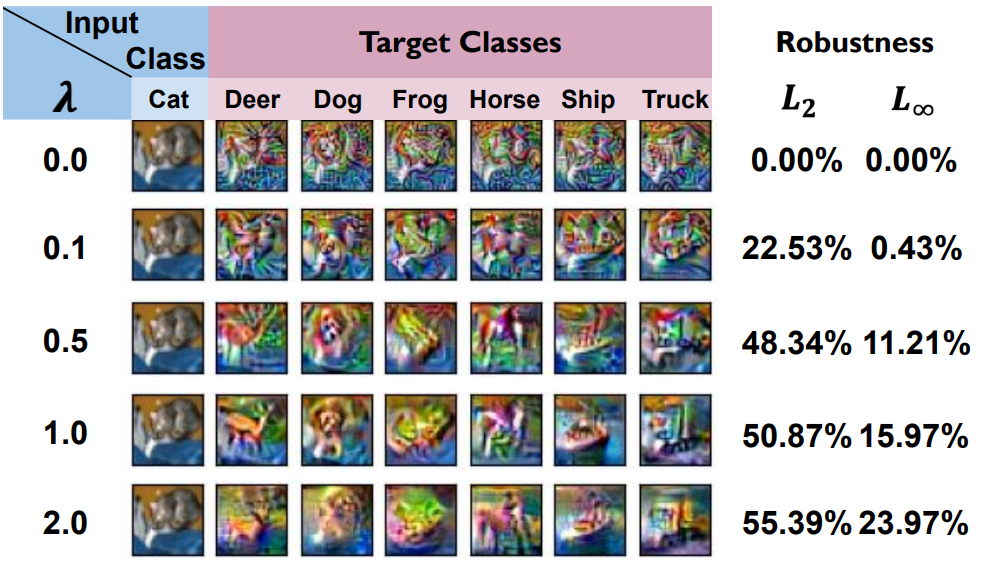 Input Class
Target Classes
Robustness
λ Cat Deer Dog Frog Horse Ship Truck L₂ L∞
0.0 0.00% 0.00%
0.1 22.53% 0.43%
0.5 48.34% 11.21%
1.0 50.87% 15.97%
2.0 55.39% 23.97%